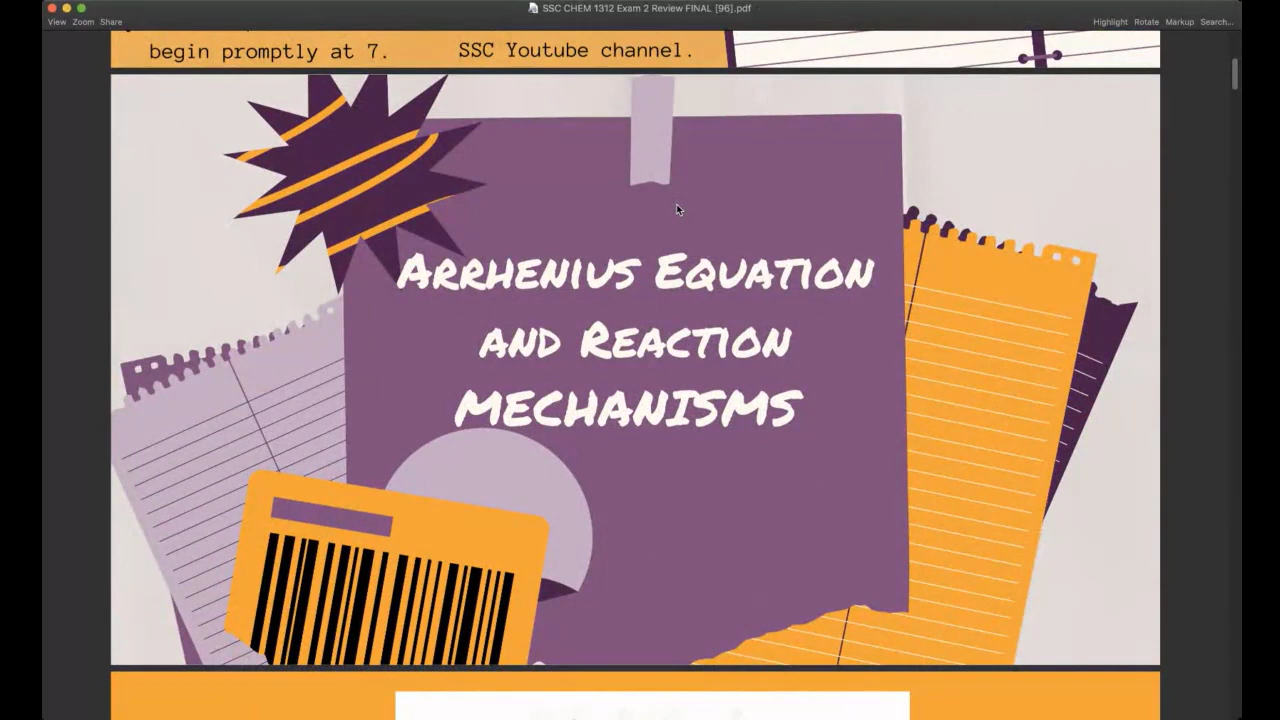 SSC CHEM 1312 Exam 2 Review FINAL [96].pdf
View Zoom Share
Highlight Rotate Markup Search...
begin promptly at 7.
SSC Youtube channel.
ARRHENIUS EQUATION
AND REACTION
MECHANISMS